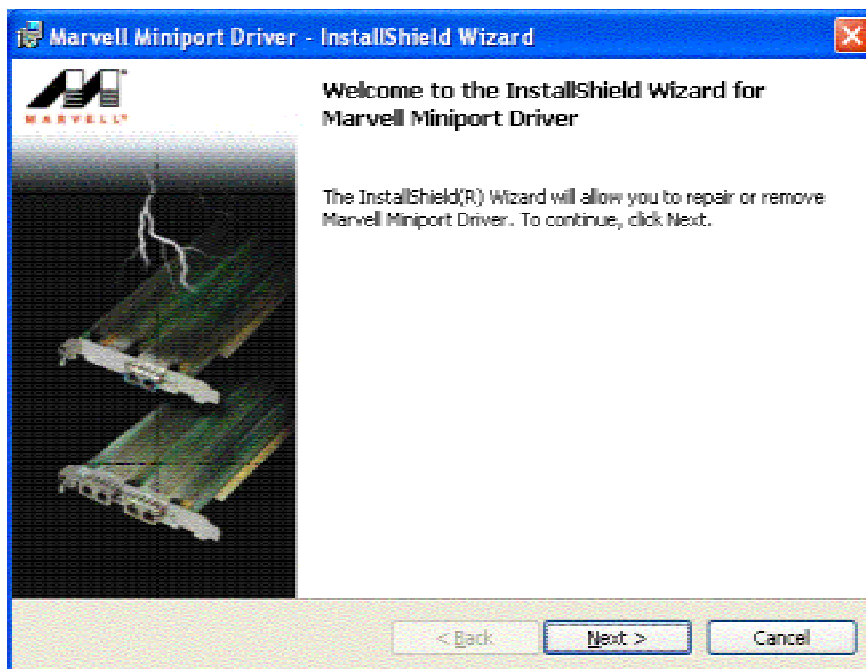 Marvell Miniport Driver - InstallShield Wizard
MARVELL®
Welcome to the InstallShield Wizard for
Marvell Miniport Driver
The InstallShield(R) Wizard will allow you to repair or remove
Marvell Miniport Driver. To continue, click Next.
< Back
Next >
Cancel